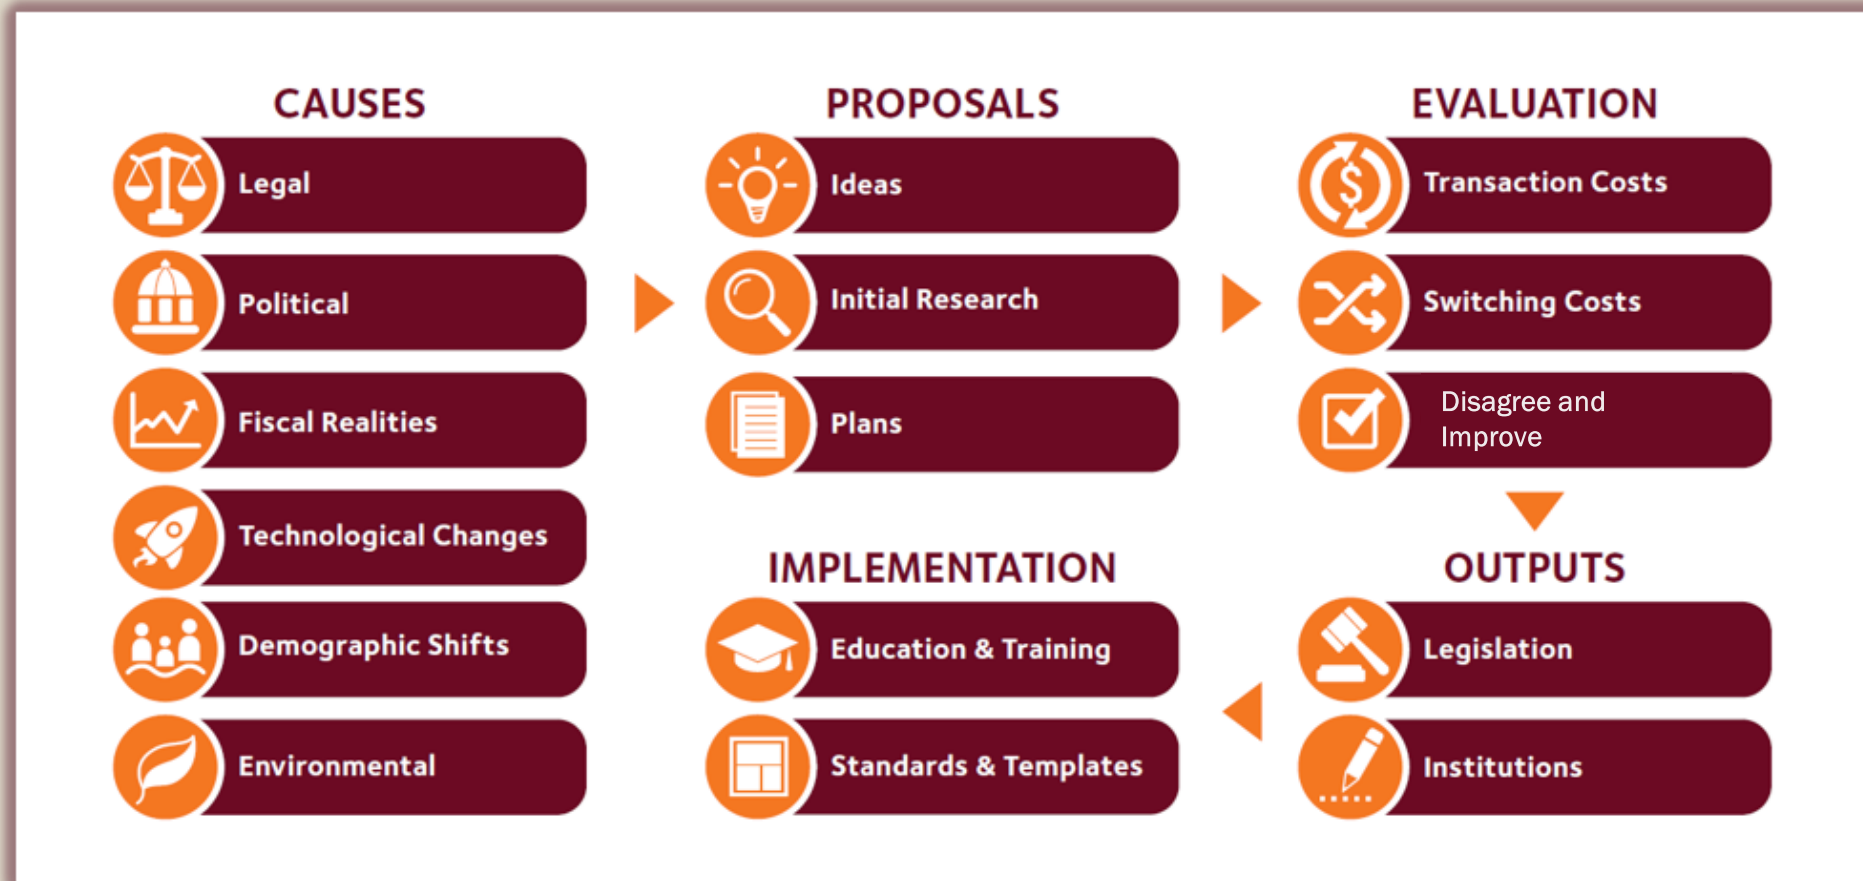 CAUSES
Legal
Political
Fiscal Realities
Technological Changes
Demographic Shifts
Environmental
PROPOSALS
Ideas
Initial Research
Plans
EVALUATION
Transaction Costs
Switching Costs
Disagree and
Improve
OUTPUTS
Legislation
Institutions
IMPLEMENTATION
Education & Training
Standards & Templates